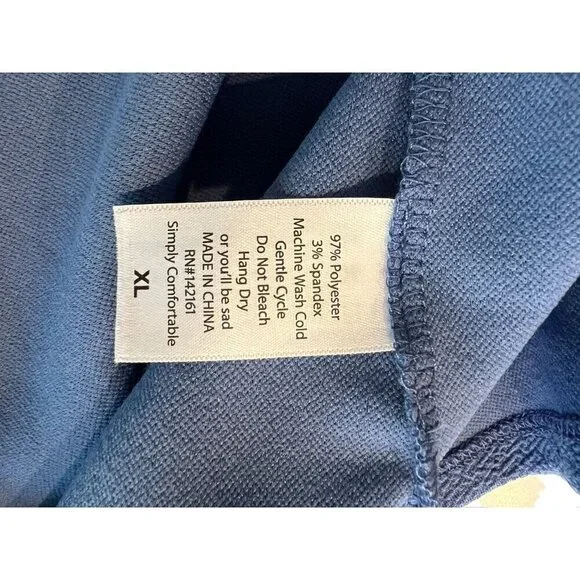 97% Polyester
3% Spandex
Machine Wash Cold
Gentle Cycle
Do Not Bleach
Hang Dry
or you'll be sad
MADE IN CHINA
RN#142161
Simply Comfortable
XL